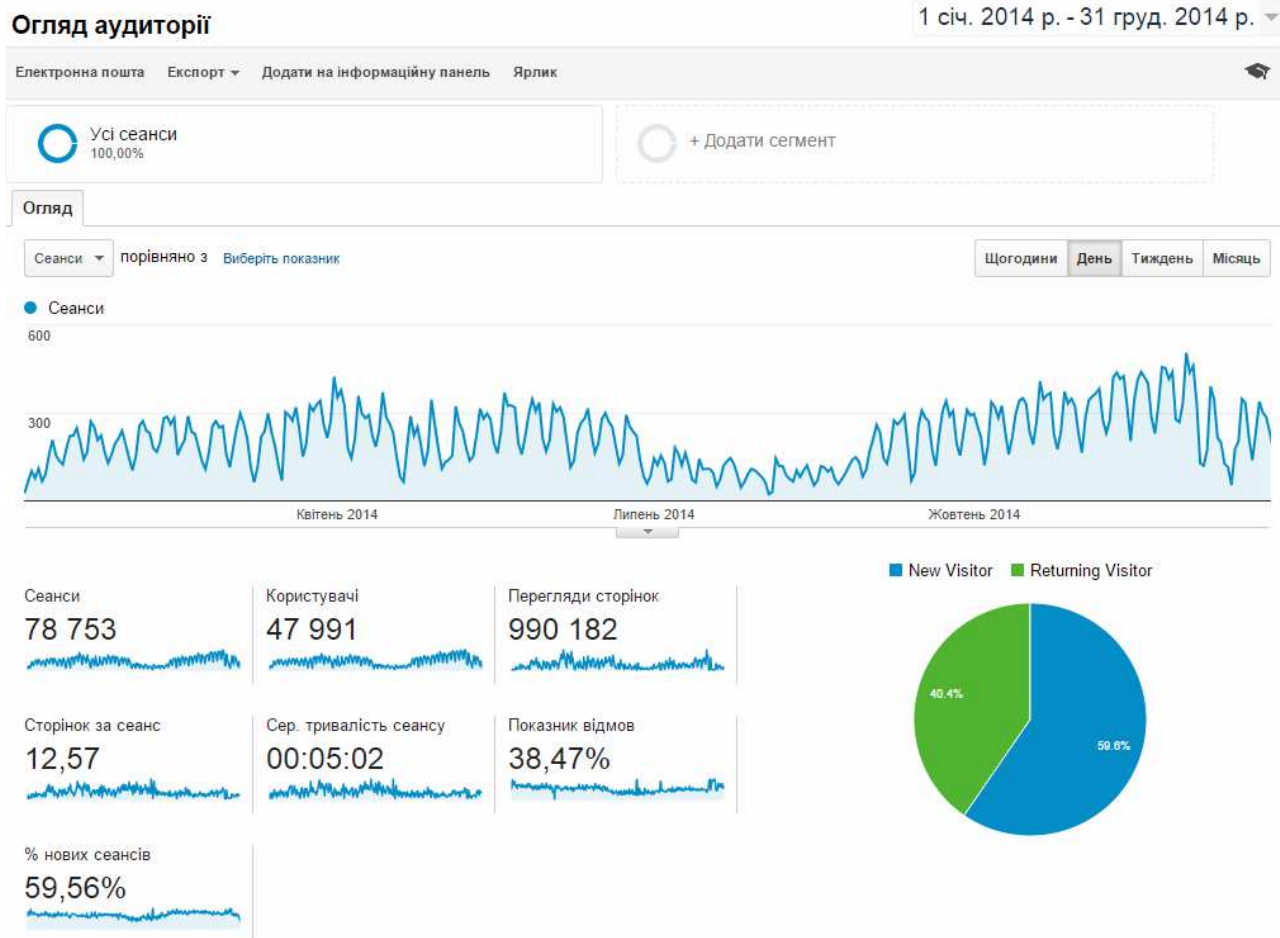 Огляд аудиторії
1 січ. 2014 р. - 31 груд. 2014 р.
Електронна пошта Експорт Додати на інформаційну панель Ярлик
Усі сеанси
100,00%
+ Додати сегмент
Огляд
Сеанси порівняно з Виберіть показник
Щогодини День Тиждень Місяць
Сеанси
600
300
Квітень 2014 Липень 2014 Жовтень 2014
New Visitor Returning Visitor
40.4%
59.6%
Сеанси
78 753
Користувачі
47 991
Перегляди сторінок
990 182
Сторінок за сеанс
12,57
Сер. тривалість сеансу
00:05:02
Показник відмов
38,47%
% нових сеансів
59,56%